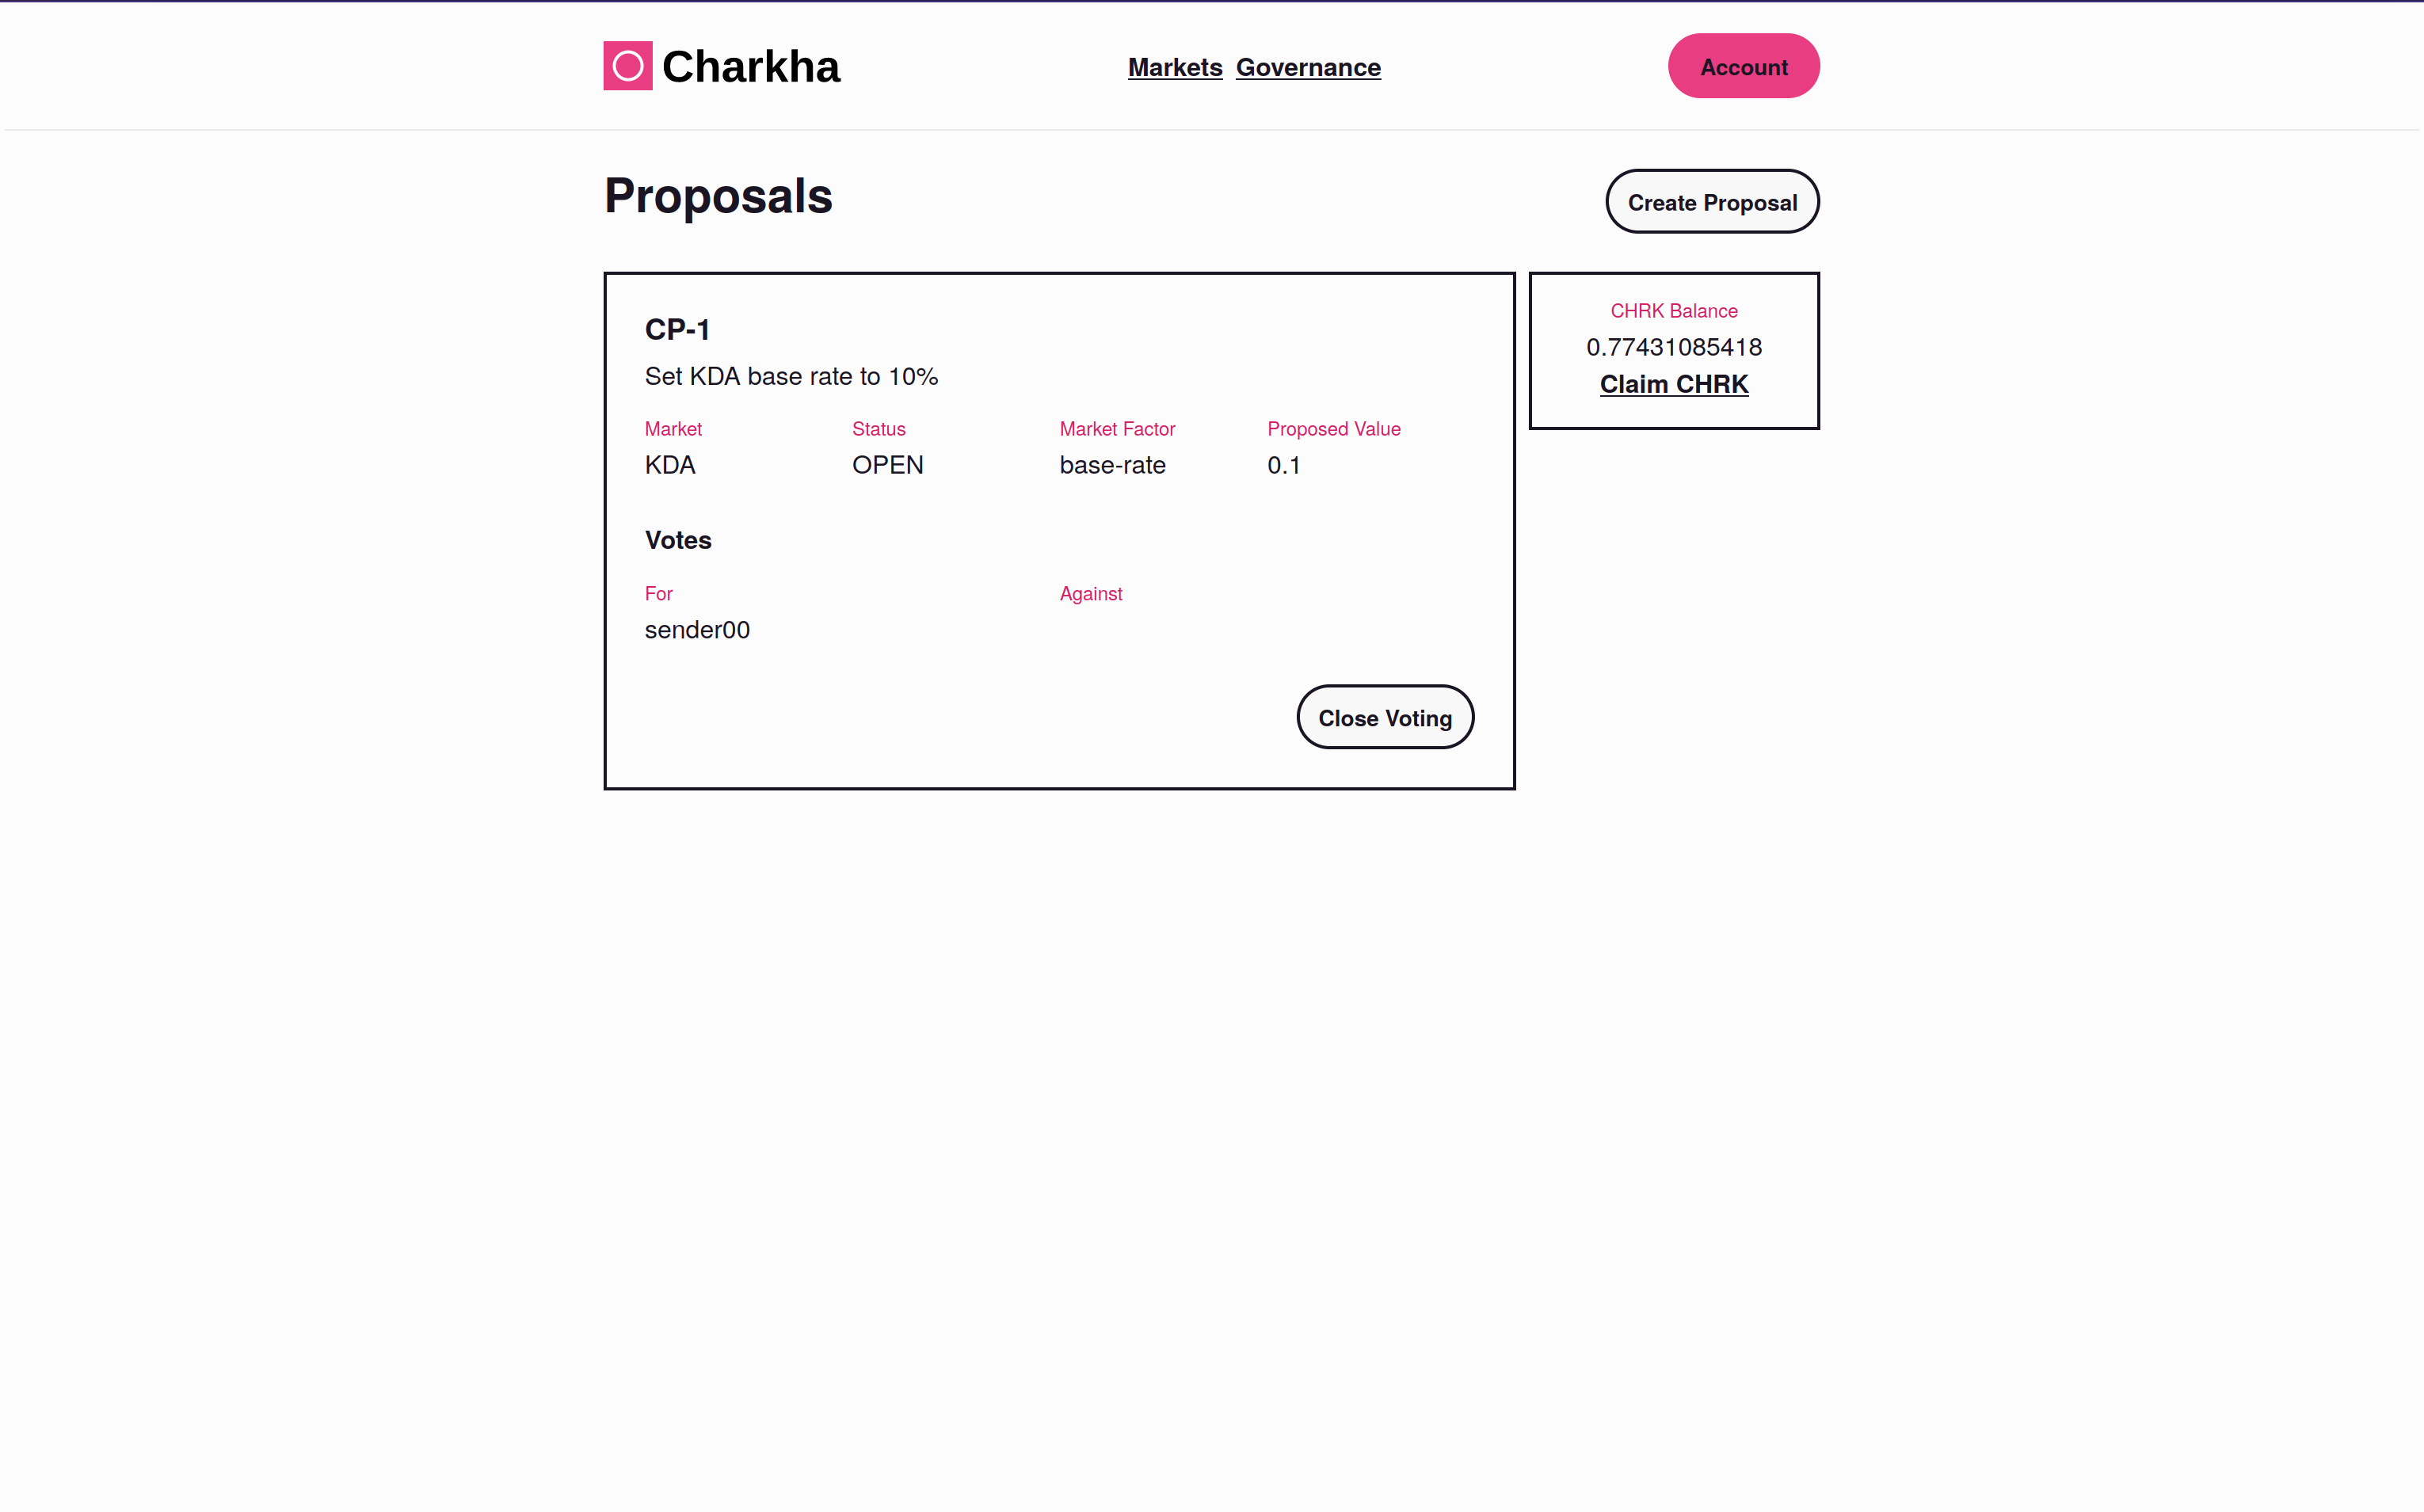 Charkha
Markets Governance
Account
Proposals
Create Proposal
CP-1
Set KDA base rate to 10%
Market Status Market Factor Proposed Value
KDA OPEN base-rate 0.1
Votes
For Against
sender00
Close Voting
CHRK Balance
0.77431085418
Claim CHRK